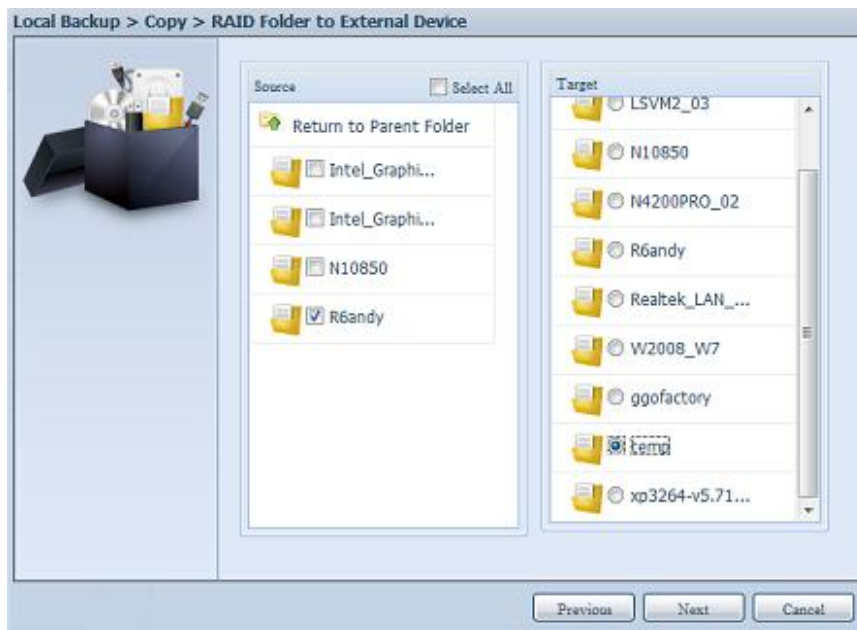 Local Backup > Copy > RAID Folder to External Device
Source
Select All
Return to Parent Folder
Intel_Graphi...
Intel_Graphi...
N10850
R6andy
Target
LSVM2_03
N10850
N4200PRO_02
R6andy
Realtek_LAN_...
W2008_W7
ggofactory
temp
xp3264-v5.71...
Previous
Next
Cancel